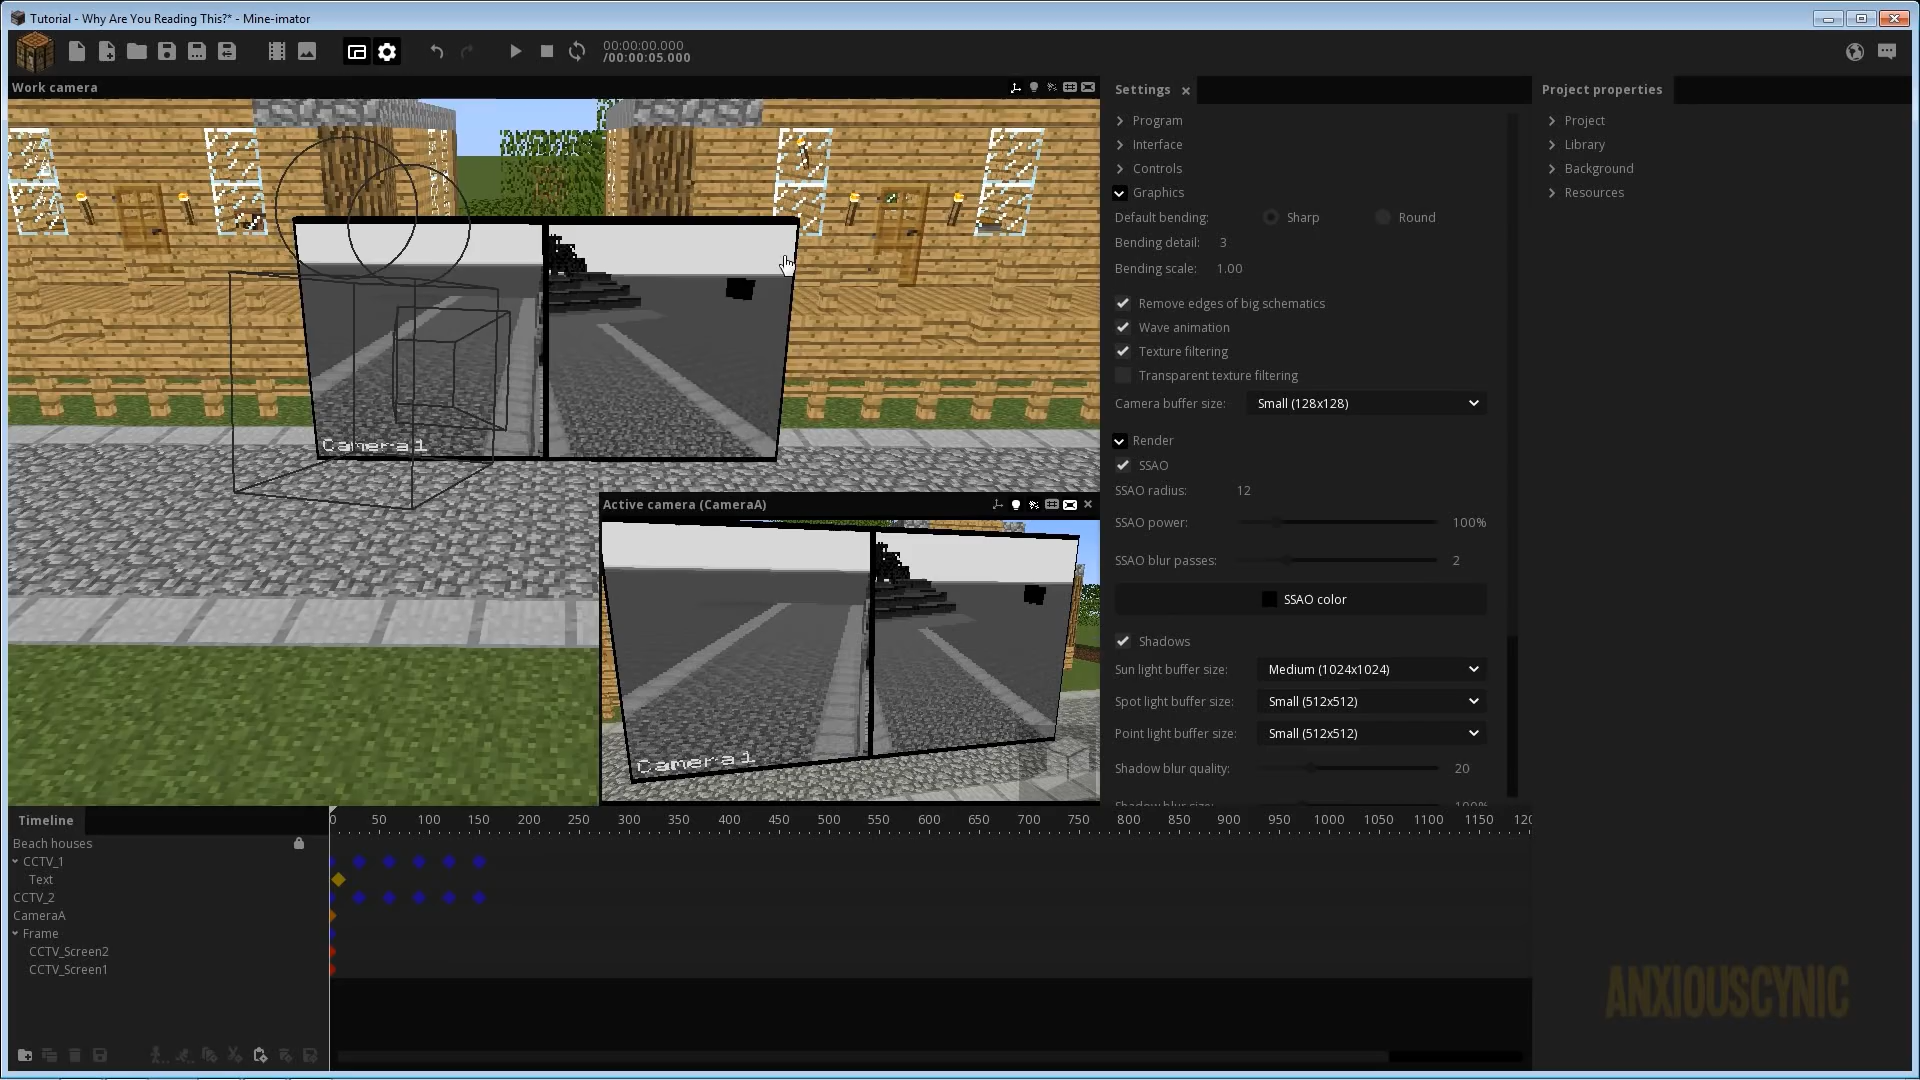 Tutorial - Why Are You Reading This?* - Mine-imator
00:00:00.000
/00:00:05.000
Work camera
Camera 1
Active camera (CameraA)
Camera 1
Settings
Program
Interface
Controls
Graphics
Default bending: Sharp Round
Bending detail: 3
Bending scale: 1.00
Remove edges of big schematics
Wave animation
Texture filtering
Transparent texture filtering
Camera buffer size: Small (128x128)
Render
SSAO
SSAO radius: 12
SSAO power: 100%
SSAO blur passes: 2
SSAO color
Shadows
Sun light buffer size: Medium (1024x1024)
Spot light buffer size: Small (512x512)
Point light buffer size: Small (512x512)
Shadow blur quality: 20
Shadow blur size: 100%
Project properties
Project
Library
Background
Resources
Timeline
0 50 100 150 200 250 300 350 400 450 500 550 600 650 700 750 800 850 900 950 1000 1050 1100 1150 120
Beach houses
CCTV_1
Text
CCTV_2
CameraA
Frame
CCTV_Screen2
CCTV_Screen1
ANXIOUSCYNIC